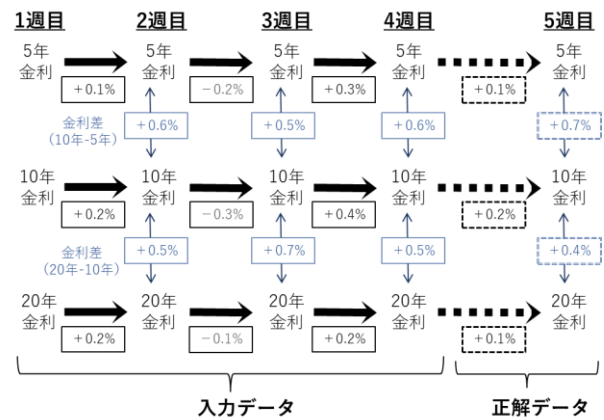 1週目 2週目 3週目 4週目 5週目
5年 5年 5年 5年 5年
金利 金利 金利 金利 金利
+0.1% -0.2% +0.3% +0.1%
金利差
(10年-5年)
+0.6% +0.5% +0.6% +0.7%
10年 10年 10年 10年 10年
金利 金利 金利 金利 金利
+0.2% -0.3% +0.4% +0.2%
金利差
(20年-10年)
+0.5% +0.7% +0.5% +0.4%
20年 20年 20年 20年 20年
金利 金利 金利 金利 金利
+0.2% -0.1% +0.2% +0.1%
入力データ 正解データ